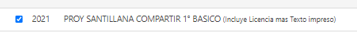 2021 PROY SANTILLANA COMPARTIR 1° BASICO (Incluye Licencia mas Texto impreso)